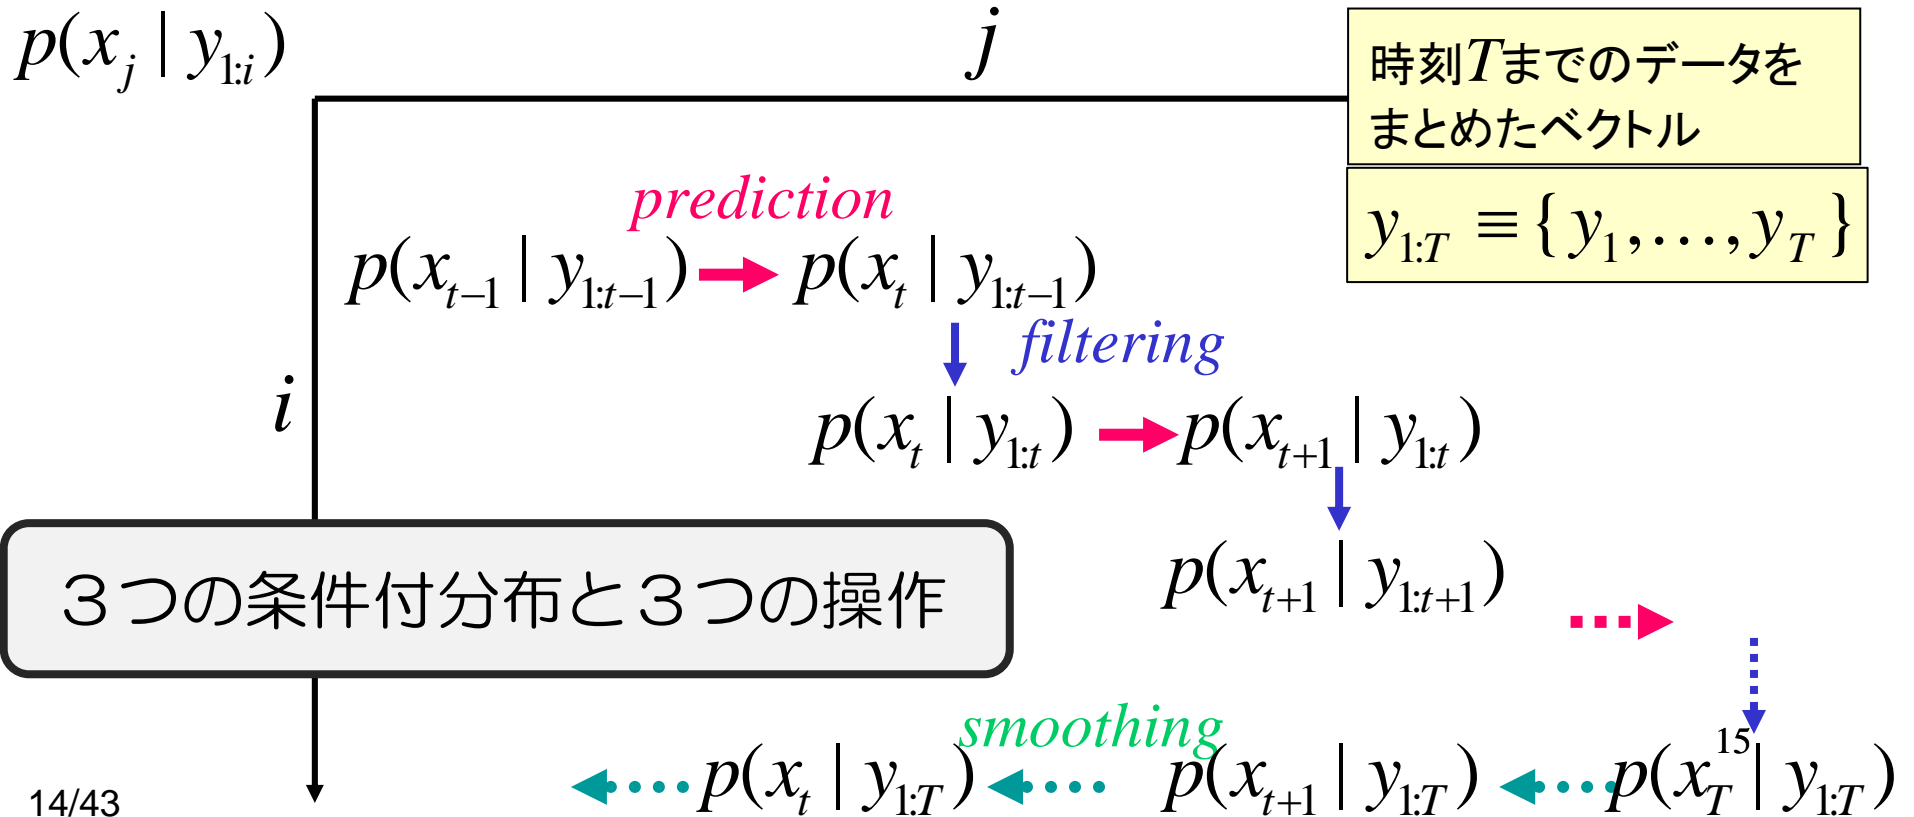 p(x_j | y_{1:i})
j
時刻Tまでのデータを
まとめたベクトル
y_{1:T} ≡ { y_1,…,y_T }
prediction
p(x_{t−1} | y_{1:t−1}) p(x_t | y_{1:t−1})
filtering
i
p(x_t | y_{1:t}) p(x_{t+1} | y_{1:t})
p(x_{t+1} | y_{1:t+1})
３つの条件付分布と３つの操作
smoothing
15
p(x_t | y_{1:T}) p(x_{t+1} | y_{1:T}) p(x_T | y_{1:T})
14/43